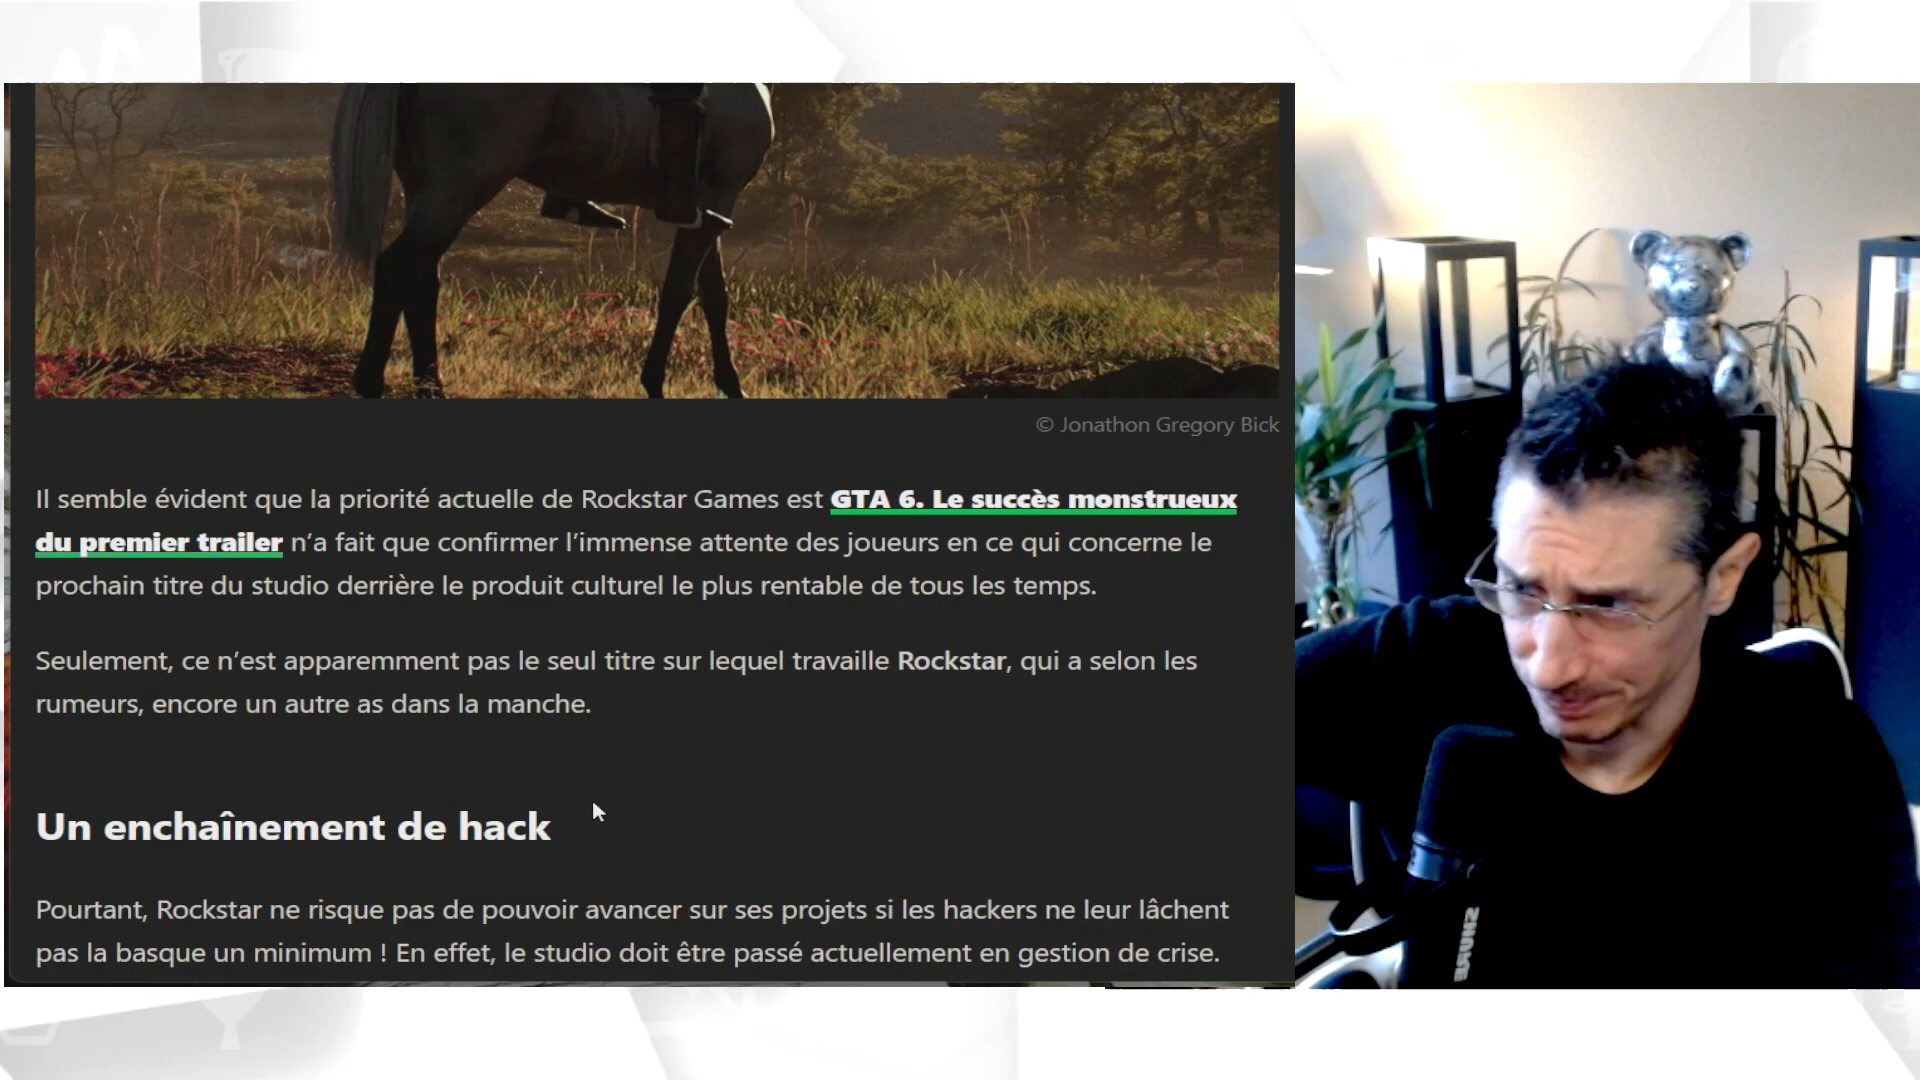 © Jonathon Gregory Bick
Il semble évident que la priorité actuelle de Rockstar Games est GTA 6. Le succès monstrueux
du premier trailer n’a fait que confirmer l’immense attente des joueurs en ce qui concerne le
prochain titre du studio derrière le produit culturel le plus rentable de tous les temps.
Seulement, ce n’est apparemment pas le seul titre sur lequel travaille Rockstar, qui a selon les
rumeurs, encore un autre as dans la manche.
Un enchaînement de hack
Pourtant, Rockstar ne risque pas de pouvoir avancer sur ses projets si les hackers ne leur lâchent
pas la basque un minimum ! En effet, le studio doit être passé actuellement en gestion de crise.
SHURE